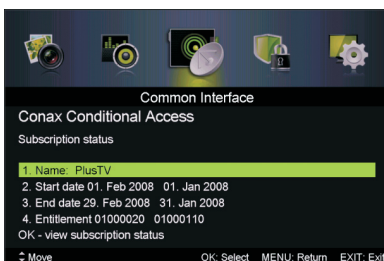 Common Interface
Conax Conditional Access
Subscription status
1. Name: PlusTV
2. Start date 01. Feb 2008 01. Jan 2008
3. End date 29. Feb 2008 31. Jan 2008
4. Entitlement 01000020 01000110
OK - view subscription status
Move OK: Select MENU: Return EXIT: Exit